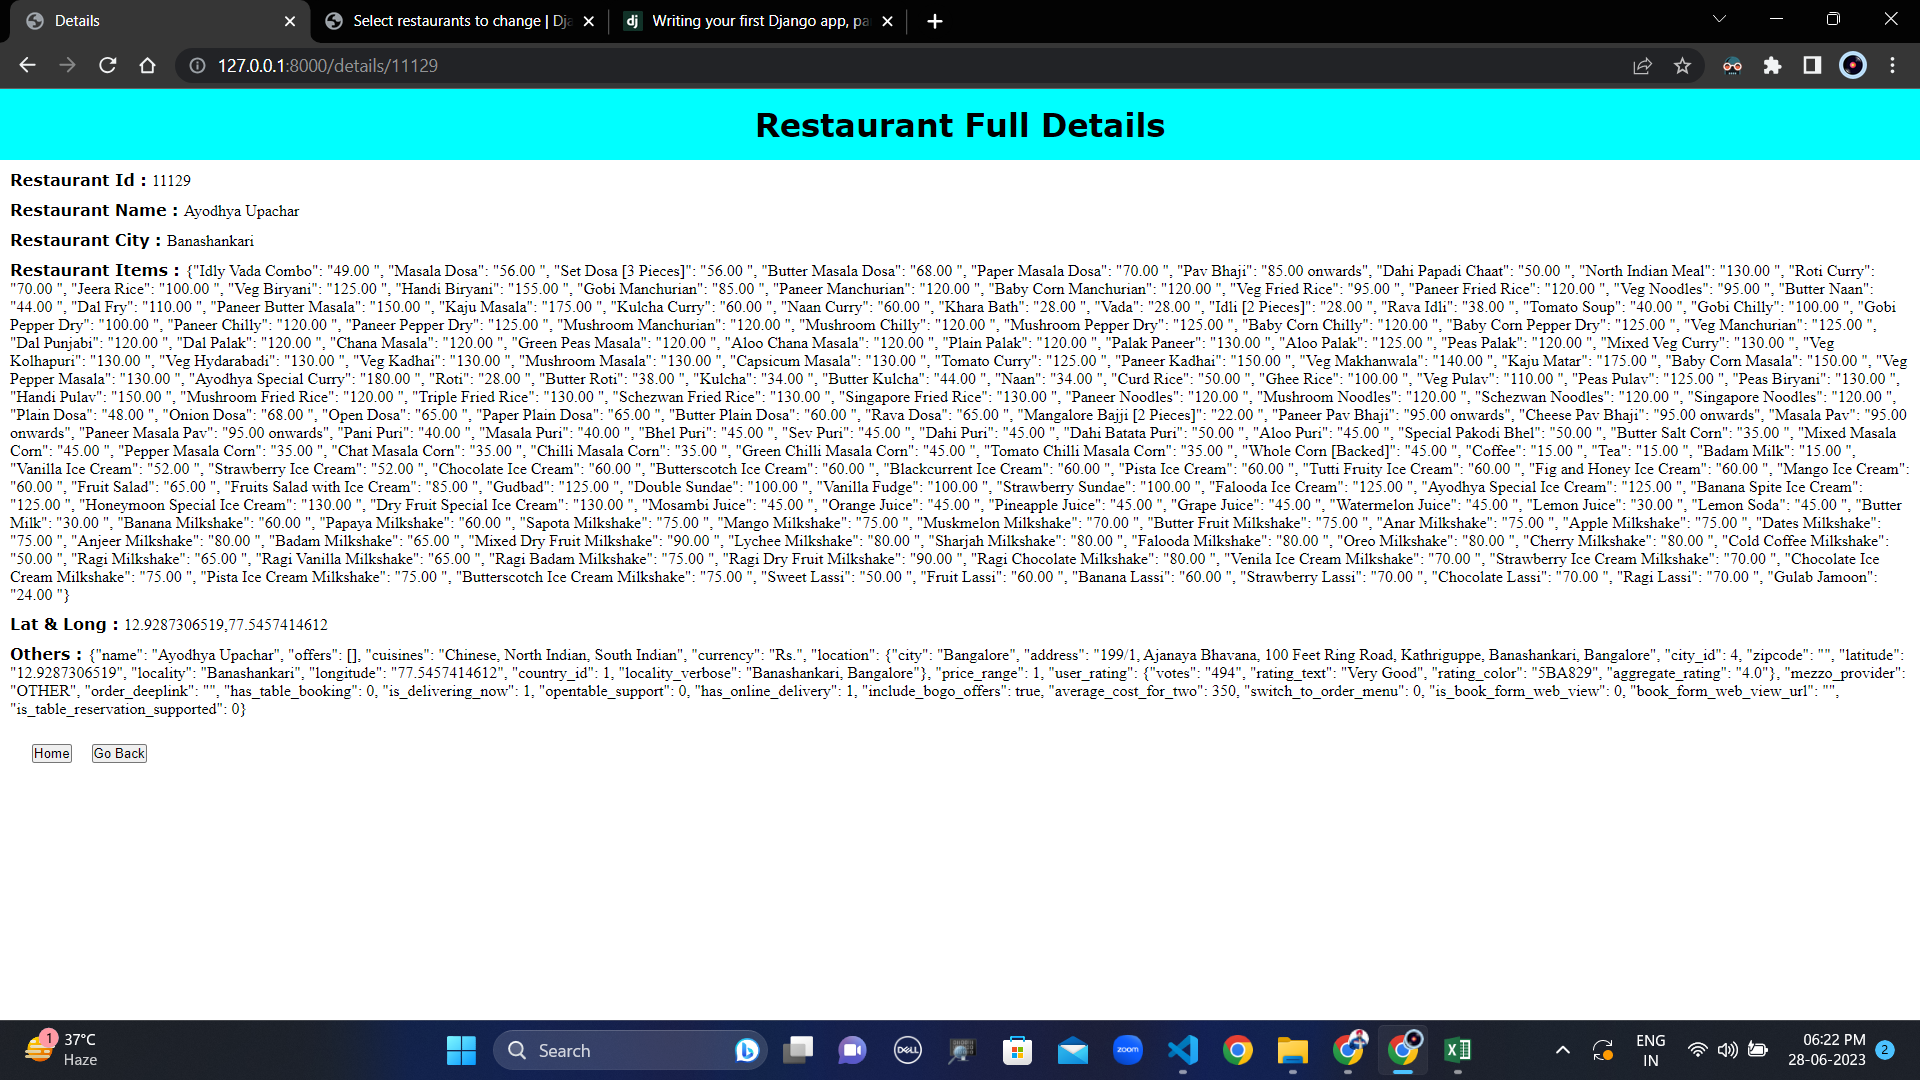 Details
Select restaurants to change | Dja
dj Writing your first Django app, pa
127.0.0.1:8000/details/11129
Restaurant Full Details
Restaurant Id : 11129
Restaurant Name : Ayodhya Upachar
Restaurant City : Banashankari
Restaurant Items : {"Idly Vada Combo": "49.00 ", "Masala Dosa": "56.00 ", "Set Dosa [3 Pieces]": "56.00 ", "Butter Masala Dosa": "68.00 ", "Paper Masala Dosa": "70.00 ", "Pav Bhaji": "85.00 onwards", "Dahi Papadi Chaat": "50.00 ", "North Indian Meal": "130.00 ", "Roti Curry":
"70.00 ", "Jeera Rice": "100.00 ", "Veg Biryani": "125.00 ", "Handi Biryani": "155.00 ", "Gobi Manchurian": "85.00 ", "Paneer Manchurian": "120.00 ", "Baby Corn Manchurian": "120.00 ", "Veg Fried Rice": "95.00 ", "Paneer Fried Rice": "120.00 ", "Veg Noodles": "95.00 ", "Butter Naan":
"44.00 ", "Dal Fry": "110.00 ", "Paneer Butter Masala": "150.00 ", "Kaju Masala": "175.00 ", "Kulcha Curry": "60.00 ", "Naan Curry": "60.00 ", "Khara Bath": "28.00 ", "Vada": "28.00 ", "Idli [2 Pieces]": "28.00 ", "Rava Idli": "38.00 ", "Tomato Soup": "40.00 ", "Gobi Chilly": "100.00 ", "Gobi
Pepper Dry": "100.00 ", "Paneer Chilly": "120.00 ", "Paneer Pepper Dry": "125.00 ", "Mushroom Manchurian": "120.00 ", "Mushroom Chilly": "120.00 ", "Mushroom Pepper Dry": "125.00 ", "Baby Corn Chilly": "120.00 ", "Baby Corn Pepper Dry": "125.00 ", "Veg Manchurian": "125.00 ",
"Dal Punjabi": "120.00 ", "Dal Palak": "120.00 ", "Chana Masala": "120.00 ", "Green Peas Masala": "120.00 ", "Aloo Chana Masala": "120.00 ", "Plain Palak": "120.00 ", "Palak Paneer": "130.00 ", "Aloo Palak": "125.00 ", "Peas Palak": "120.00 ", "Mixed Veg Curry": "130.00 ", "Veg
Kolhapuri": "130.00 ", "Veg Hydarabadi": "130.00 ", "Veg Kadhai": "130.00 ", "Mushroom Masala": "130.00 ", "Capsicum Masala": "130.00 ", "Tomato Curry": "125.00 ", "Paneer Kadhai": "150.00 ", "Veg Makhanwala": "140.00 ", "Kaju Matar": "175.00 ", "Baby Corn Masala": "150.00 ", "Veg
Pepper Masala": "130.00 ", "Ayodhya Special Curry": "180.00 ", "Roti": "28.00 ", "Butter Roti": "38.00 ", "Kulcha": "34.00 ", "Butter Kulcha": "44.00 ", "Naan": "34.00 ", "Curd Rice": "50.00 ", "Ghee Rice": "100.00 ", "Veg Pulav": "110.00 ", "Peas Pulav": "125.00 ", "Peas Biryani": "130.00 ",
"Handi Pulav": "150.00 ", "Mushroom Fried Rice": "120.00 ", "Triple Fried Rice": "130.00 ", "Schezwan Fried Rice": "130.00 ", "Singapore Fried Rice": "130.00 ", "Paneer Noodles": "120.00 ", "Mushroom Noodles": "120.00 ", "Schezwan Noodles": "120.00 ", "Singapore Noodles": "120.00 ",
"Plain Dosa": "48.00 ", "Onion Dosa": "68.00 ", "Open Dosa": "65.00 ", "Paper Plain Dosa": "65.00 ", "Butter Plain Dosa": "60.00 ", "Rava Dosa": "65.00 ", "Mangalore Bajji [2 Pieces]": "22.00 ", "Paneer Pav Bhaji": "95.00 onwards", "Cheese Pav Bhaji": "95.00 onwards", "Masala Pav": "95.00
onwards", "Paneer Masala Pav": "95.00 onwards", "Pani Puri": "40.00 ", "Masala Puri": "40.00 ", "Bhel Puri": "45.00 ", "Sev Puri": "45.00 ", "Dahi Puri": "45.00 ", "Dahi Batata Puri": "50.00 ", "Aloo Puri": "45.00 ", "Special Pakodi Bhel": "50.00 ", "Butter Salt Corn": "35.00 ", "Mixed Masala
Corn": "45.00 ", "Pepper Masala Corn": "35.00 ", "Chat Masala Corn": "35.00 ", "Chilli Masala Corn": "35.00 ", "Green Chilli Masala Corn": "45.00 ", "Tomato Chilli Masala Corn": "35.00 ", "Whole Corn [Backed]": "45.00 ", "Coffee": "15.00 ", "Tea": "15.00 ", "Badam Milk": "15.00 ",
"Vanilla Ice Cream": "52.00 ", "Strawberry Ice Cream": "52.00 ", "Chocolate Ice Cream": "60.00 ", "Butterscotch Ice Cream": "60.00 ", "Blackcurrent Ice Cream": "60.00 ", "Pista Ice Cream": "60.00 ", "Tutti Fruity Ice Cream": "60.00 ", "Fig and Honey Ice Cream": "60.00 ", "Mango Ice Cream":
"60.00 ", "Fruit Salad": "65.00 ", "Fruits Salad with Ice Cream": "85.00 ", "Gudbad": "125.00 ", "Double Sundae": "100.00 ", "Vanilla Fudge": "100.00 ", "Strawberry Sundae": "100.00 ", "Falooda Ice Cream": "125.00 ", "Ayodhya Special Ice Cream": "125.00 ", "Banana Spite Ice Cream":
"125.00 ", "Honeymoon Special Ice Cream": "130.00 ", "Dry Fruit Special Ice Cream": "130.00 ", "Mosambi Juice": "45.00 ", "Orange Juice": "45.00 ", "Pineapple Juice": "45.00 ", "Grape Juice": "45.00 ", "Watermelon Juice": "45.00 ", "Lemon Juice": "30.00 ", "Lemon Soda": "45.00 ", "Butter
Milk": "30.00 ", "Banana Milkshake": "60.00 ", "Papaya Milkshake": "60.00 ", "Sapota Milkshake": "75.00 ", "Mango Milkshake": "75.00 ", "Muskmelon Milkshake": "70.00 ", "Butter Fruit Milkshake": "75.00 ", "Anar Milkshake": "75.00 ", "Apple Milkshake": "75.00 ", "Dates Milkshake":
"75.00 ", "Anjeer Milkshake": "80.00 ", "Badam Milkshake": "65.00 ", "Mixed Dry Fruit Milkshake": "90.00 ", "Lychee Milkshake": "80.00 ", "Sharjah Milkshake": "80.00 ", "Falooda Milkshake": "80.00 ", "Oreo Milkshake": "80.00 ", "Cherry Milkshake": "80.00 ", "Cold Coffee Milkshake":
"50.00 ", "Ragi Milkshake": "65.00 ", "Ragi Vanilla Milkshake": "65.00 ", "Ragi Badam Milkshake": "75.00 ", "Ragi Dry Fruit Milkshake": "90.00 ", "Ragi Chocolate Milkshake": "80.00 ", "Venila Ice Cream Milkshake": "70.00 ", "Strawberry Ice Cream Milkshake": "70.00 ", "Chocolate Ice
Cream Milkshake": "75.00 ", "Pista Ice Cream Milkshake": "75.00 ", "Butterscotch Ice Cream Milkshake": "75.00 ", "Sweet Lassi": "50.00 ", "Fruit Lassi": "60.00 ", "Banana Lassi": "60.00 ", "Strawberry Lassi": "70.00 ", "Chocolate Lassi": "70.00 ", "Ragi Lassi": "70.00 ", "Gulab Jamoon":
"24.00 "}
Lat & Long : 12.9287306519,77.5457414612
Others : {"name": "Ayodhya Upachar", "offers": [], "cuisines": "Chinese, North Indian, South Indian", "currency": "Rs.", "location": {"city": "Bangalore", "address": "199/1, Ajanaya Bhavana, 100 Feet Ring Road, Kathriguppe, Banashankari, Bangalore", "city_id": 4, "zipcode": "", "latitude":
"12.9287306519", "locality": "Banashankari", "longitude": "77.5457414612", "country_id": 1, "locality_verbose": "Banashankari, Bangalore"}, "price_range": 1, "user_rating": {"votes": "494", "rating_text": "Very Good", "rating_color": "5BA829", "aggregate_rating": "4.0"}, "mezzo_provider":
"OTHER", "order_deeplink": "", "has_table_booking": 0, "is_delivering_now": 1, "opentable_support": 0, "has_online_delivery": 1, "include_bogo_offers": true, "average_cost_for_two": 350, "switch_to_order_menu": 0, "is_book_form_web_view": 0, "book_form_web_view_url": "",
"is_table_reservation_supported": 0}
Home Go Back
1 37°C
Haze
Search
DELL
zoom
ENG
IN
06:22 PM
28-06-2023
2